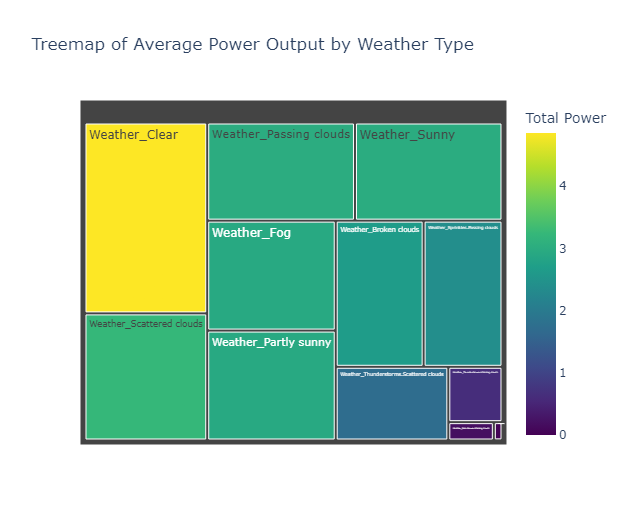 Treemap of Average Power Output by Weather Type
Total Power
Weather_Clear
Weather_Passing clouds
Weather_Sunny
4
Weather_Fog
Weather_Broken clouds
Weather_Sprinkles.Passing clouds
3
2
Weather_Scattered clouds
Weather_Partly sunny
Weather_Thunderstorms.Scattered clouds
1
0